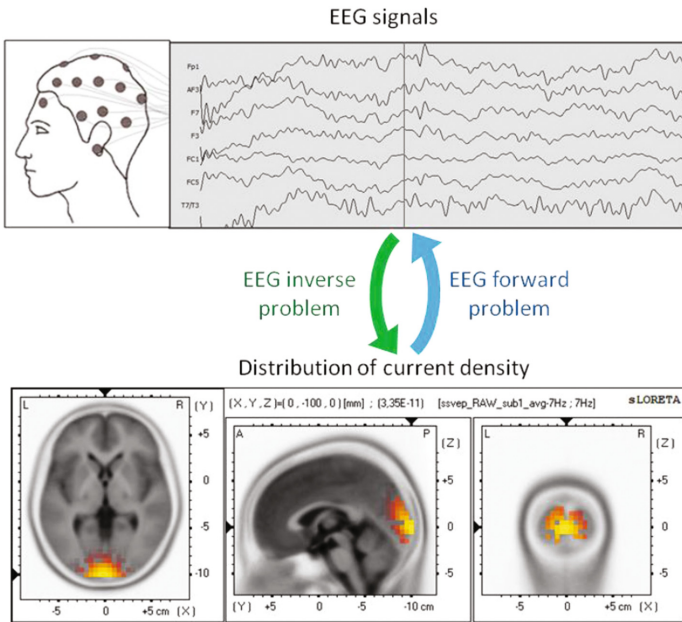 EEG signals
Fp1
AF3
F7
F3
FC1
FC5
T7/T3
EEG inverse
problem
EEG forward
problem
Distribution of current density
(X,Y,Z)=(0,-100,0)[mm] ; (3,35E-11) [ssvep_RAW_sub1_avg-7Hz ; 7Hz] sLORETA
L R (Y)
+5
0
-5
-10
-5 0 +5 cm (X)
A P (Z)
+5
0
-5
(Y) +5 0 -5 -10 cm
L R (Z)
+5
0
-5
-5 0 +5 cm (X)